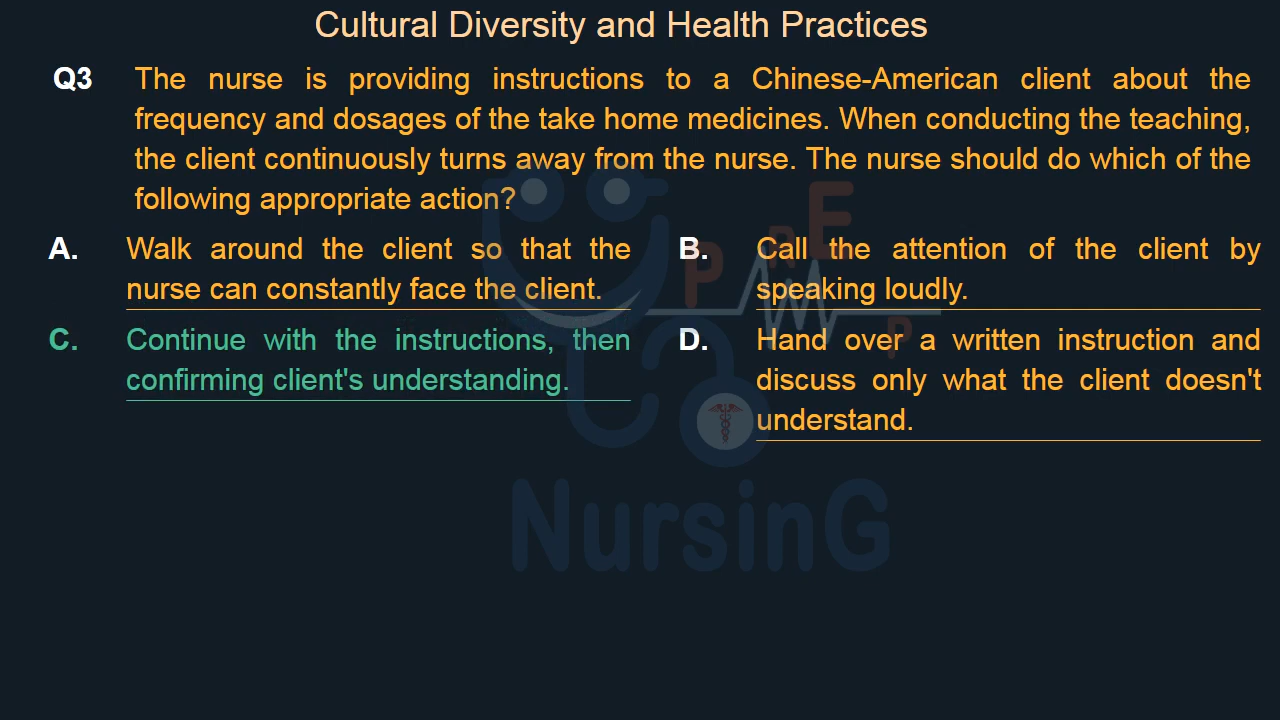 Cultural Diversity and Health Practices
Q3 The nurse is providing instructions to a Chinese-American client about the
frequency and dosages of the take home medicines. When conducting the teaching,
the client continuously turns away from the nurse. The nurse should do which of the
following appropriate action?
A. Walk around the client so that the
nurse can constantly face the client.
B. Call the attention of the client by
speaking loudly.
C. Continue with the instructions, then
confirming client's understanding.
D. Hand over a written instruction and
discuss only what the client doesn't
understand.
PREP
NursinG